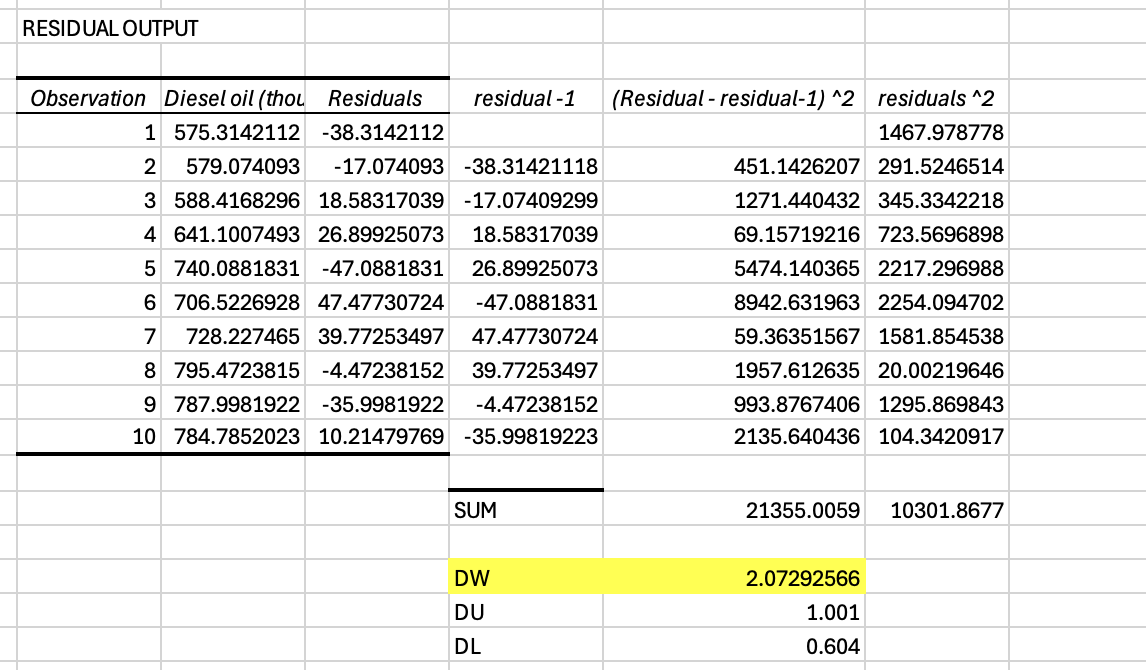 RESIDUAL OUTPUT
Observation Diesel oil (thou Residuals residual -1 (Residual - residual-1) ^2 residuals ^2
1 575.3142112 -38.3142112 1467.978778
2 579.074093 -17.074093 -38.31421118 451.1426207 291.5246514
3 588.4168296 18.58317039 -17.07409299 1271.440432 345.3342218
4 641.1007493 26.89925073 18.58317039 69.15719216 723.5696898
5 740.0881831 -47.0881831 26.89925073 5474.140365 2217.296988
6 706.5226928 47.47730724 -47.0881831 8942.631963 2254.094702
7 728.227465 39.77253497 47.47730724 59.36351567 1581.854538
8 795.4723815 -4.47238152 39.77253497 1957.612635 20.00219646
9 787.9981922 -35.9981922 -4.47238152 993.8767406 1295.869843
10 784.7852023 10.21479769 -35.99819223 2135.640436 104.3420917
SUM 21355.0059 10301.8677
DW 2.07292566
DU 1.001
DL 0.604